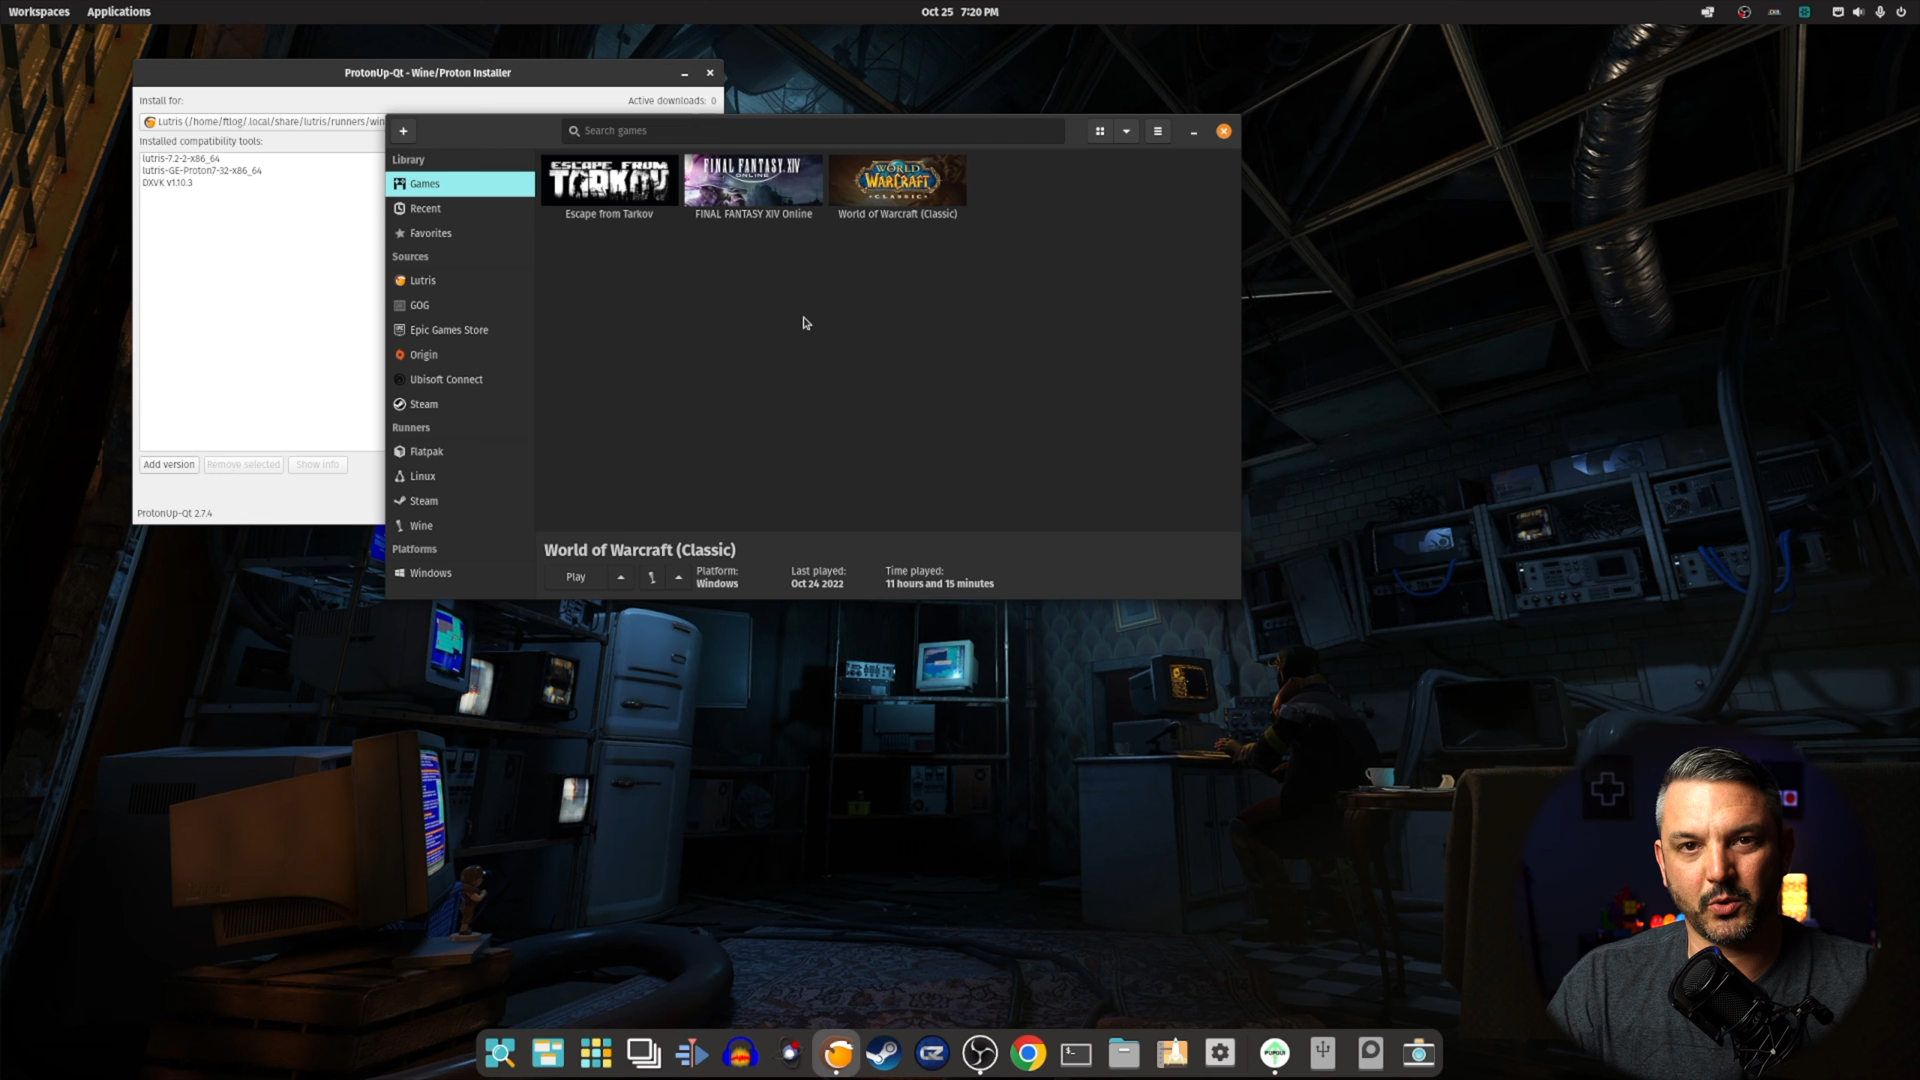 Workspaces
Applications
Oct 25 7:20 PM
ProtonUp-Qt - Wine/Proton Installer
Install for:
Active downloads: 0
Lutris (/home/ftlog/.local/share/lutris/runners/win
Installed compatibility tools:
lutris-7.2-2-x86_64
lutris-GE-Proton7-32-x86_64
DXVK v1.10.3
Add version
Remove selected
Show info
ProtonUp-Qt 2.7.4
Search games
Library
Games
Recent
Favorites
Sources
Lutris
GOG
Epic Games Store
Origin
Ubisoft Connect
Steam
Runners
Flatpak
Linux
Steam
Wine
Platforms
Windows
ESCAPE FROM
TARKOV
Escape from Tarkov
FINAL FANTASY XIV
ONLINE
FINAL FANTASY XIV Online
WORLD
OF
WARCRAFT
CLASSIC
World of Warcraft (Classic)
World of Warcraft (Classic)
Play
Platform:
Windows
Last played:
Oct 24 2022
Time played:
11 hours and 15 minutes
PUPGUI